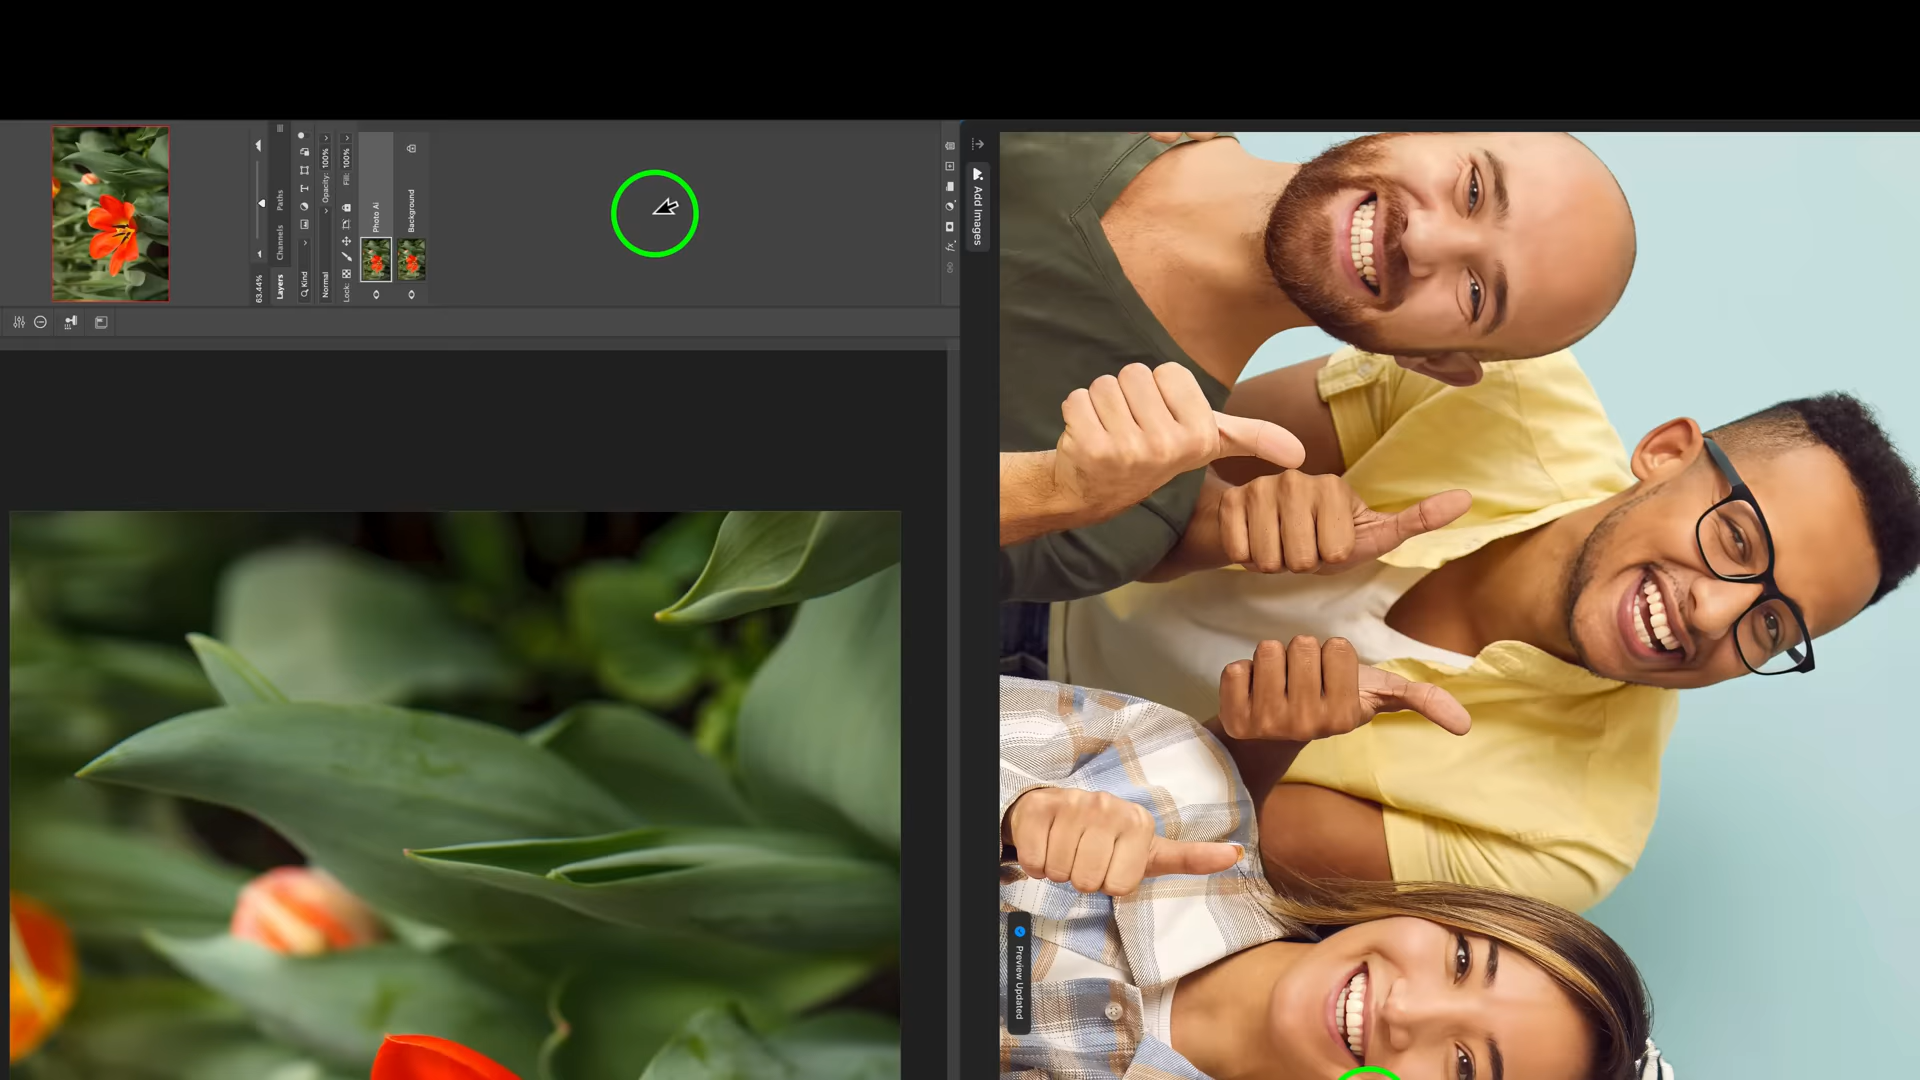 63.44%
Layers Channels Paths
Kind
Normal Opacity: 100%
Lock: Fill: 100%
Photo AI
Background
fx
Add Images
Preview Updated